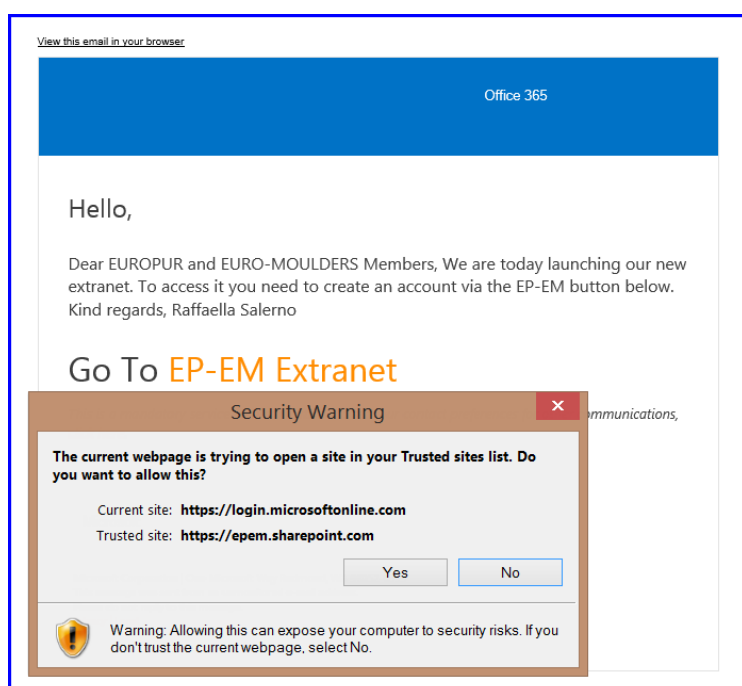 View this email in your browser
Office 365
Hello,
Dear EUROPUR and EURO-MOULDERS Members, We are today launching our new
extranet. To access it you need to create an account via the EP-EM button below.
Kind regards, Raffaella Salerno
Go To EP-EM Extranet
Security Warning
The current webpage is trying to open a site in your Trusted sites list. Do
you want to allow this?
Current site: https://login.microsoftonline.com
Trusted site: https://epem.sharepoint.com
Yes No
Warning: Allowing this can expose your computer to security risks. If you
don't trust the current webpage, select No.